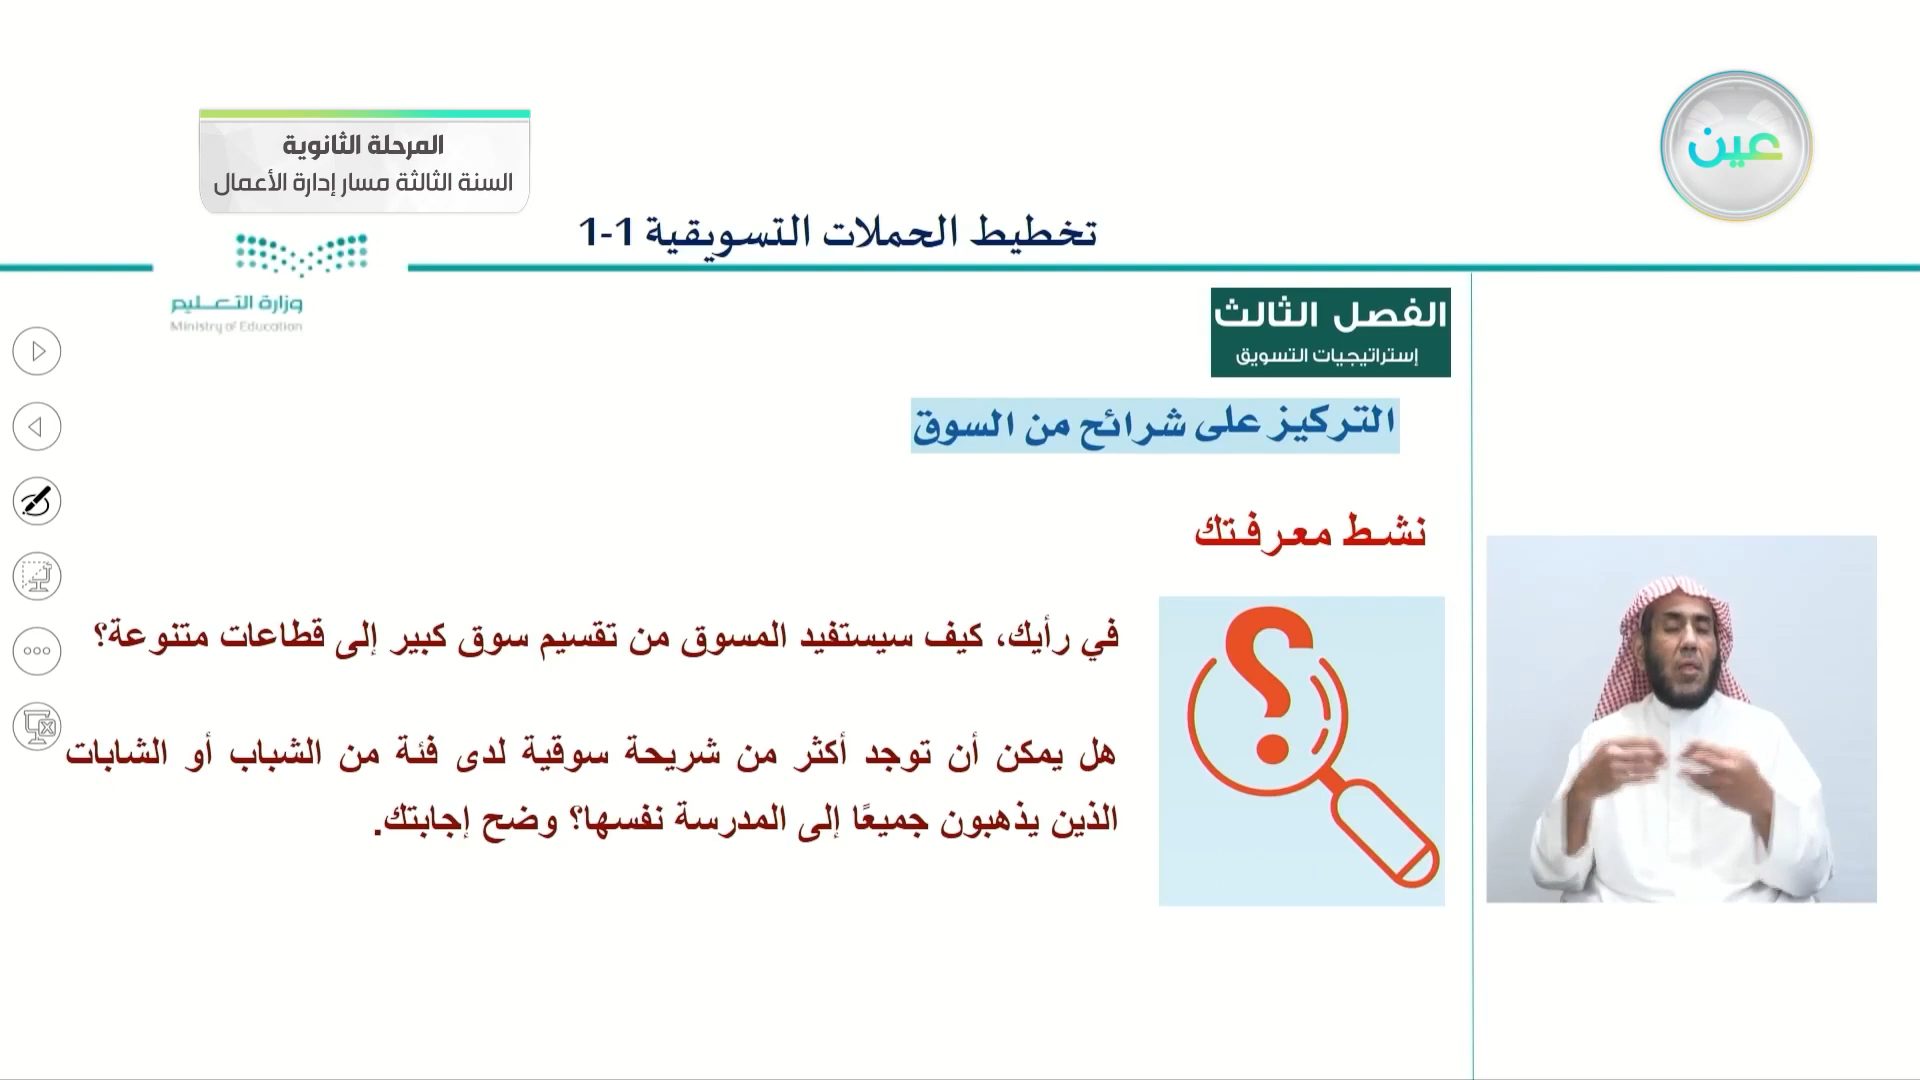 عين
المرحلة الثانوية
السنة الثالثة مسار إدارة الأعمال
تخطيط الحملات التسويقية 1-1
وزارة التعليم
Ministry of Education
الفصل الثالث
إستراتيجيات التسويق
التركيز على شرائح من السوق
نشط معرفتك
في رأيك، كيف سيستفيد المسوق من تقسيم سوق كبير إلى قطاعات متنوعة؟
هل يمكن أن توجد أكثر من شريحة سوقية لدى فئة من الشباب أو الشابات
الذين يذهبون جميعًا إلى المدرسة نفسها؟ وضح إجابتك.